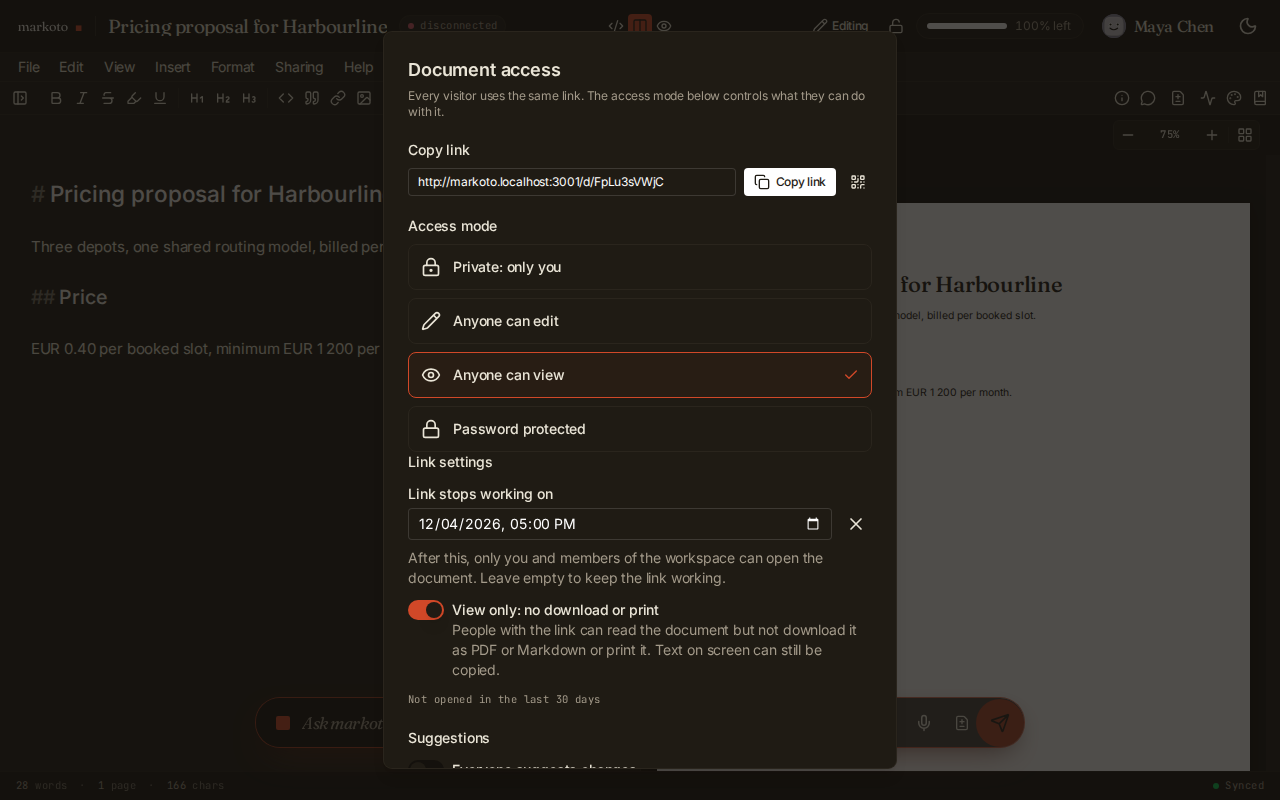 markoto
Pricing proposal for Harbourline
disconnected
Editing
100% left
Maya Chen
File Edit View Insert Format Sharing Help
H1 H2 H3
75%
Document access
Every visitor uses the same link. The access mode below controls what they can do
with it.
Copy link
http://markoto.localhost:3001/d/FpLu3sVWjC
Copy link
Access mode
Private: only you
Anyone can edit
Anyone can view
Password protected
Link settings
Link stops working on
12/04/2026, 05:00 PM
After this, only you and members of the workspace can open the
document. Leave empty to keep the link working.
View only: no download or print
People with the link can read the document but not download it
as PDF or Markdown or print it. Text on screen can still be
copied.
Not opened in the last 30 days
Suggestions
Everyone suggests changes
# Pricing proposal for Harbourlin
Three depots, one shared routing model, billed per
## Price
EUR 0.40 per booked slot, minimum EUR 1 200 per
for Harbourline
model, billed per booked slot.
EUR 1 200 per month.
Ask markot
28 words · 1 page · 166 chars
Synced